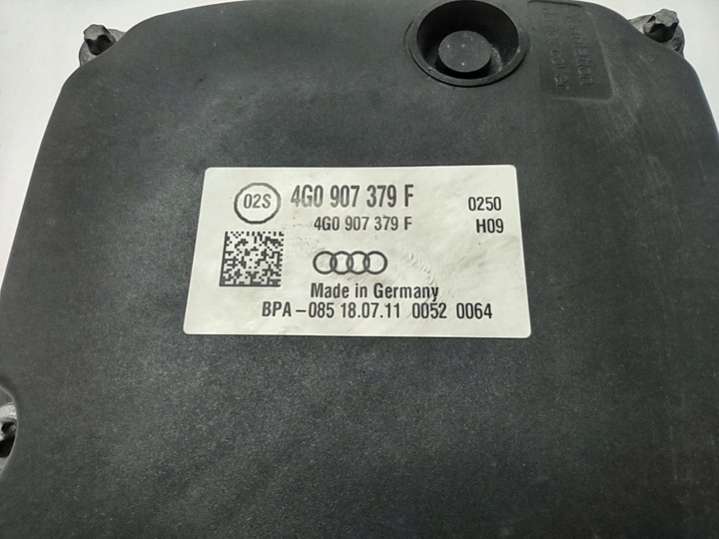 02S 4G0 907 379 F 0250
4G0 907 379 F H09
Made in Germany
BPA-085 18.07.11 0052 0064